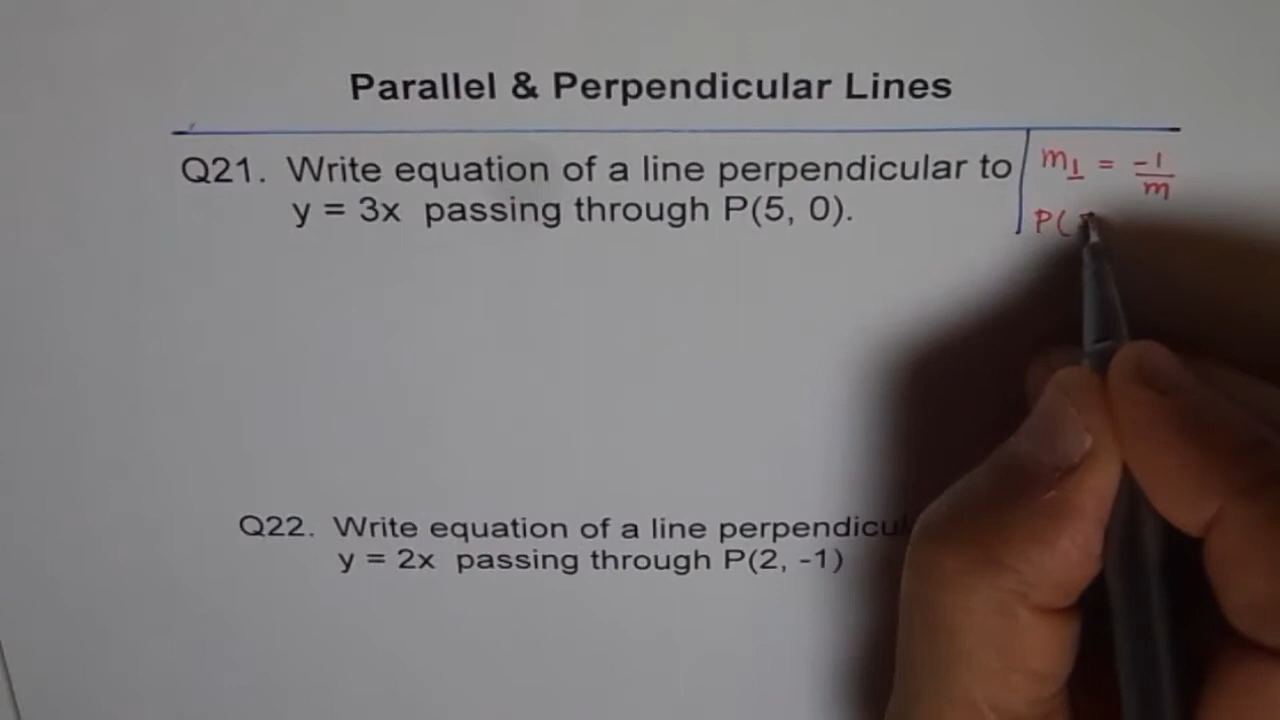 Parallel & Perpendicular Lines
Q21. Write equation of a line perpendicular to
y = 3x passing through P(5, 0).
m⊥ = -1/m
P(
Q22. Write equation of a line
y = 2x passing through P(2, -1)